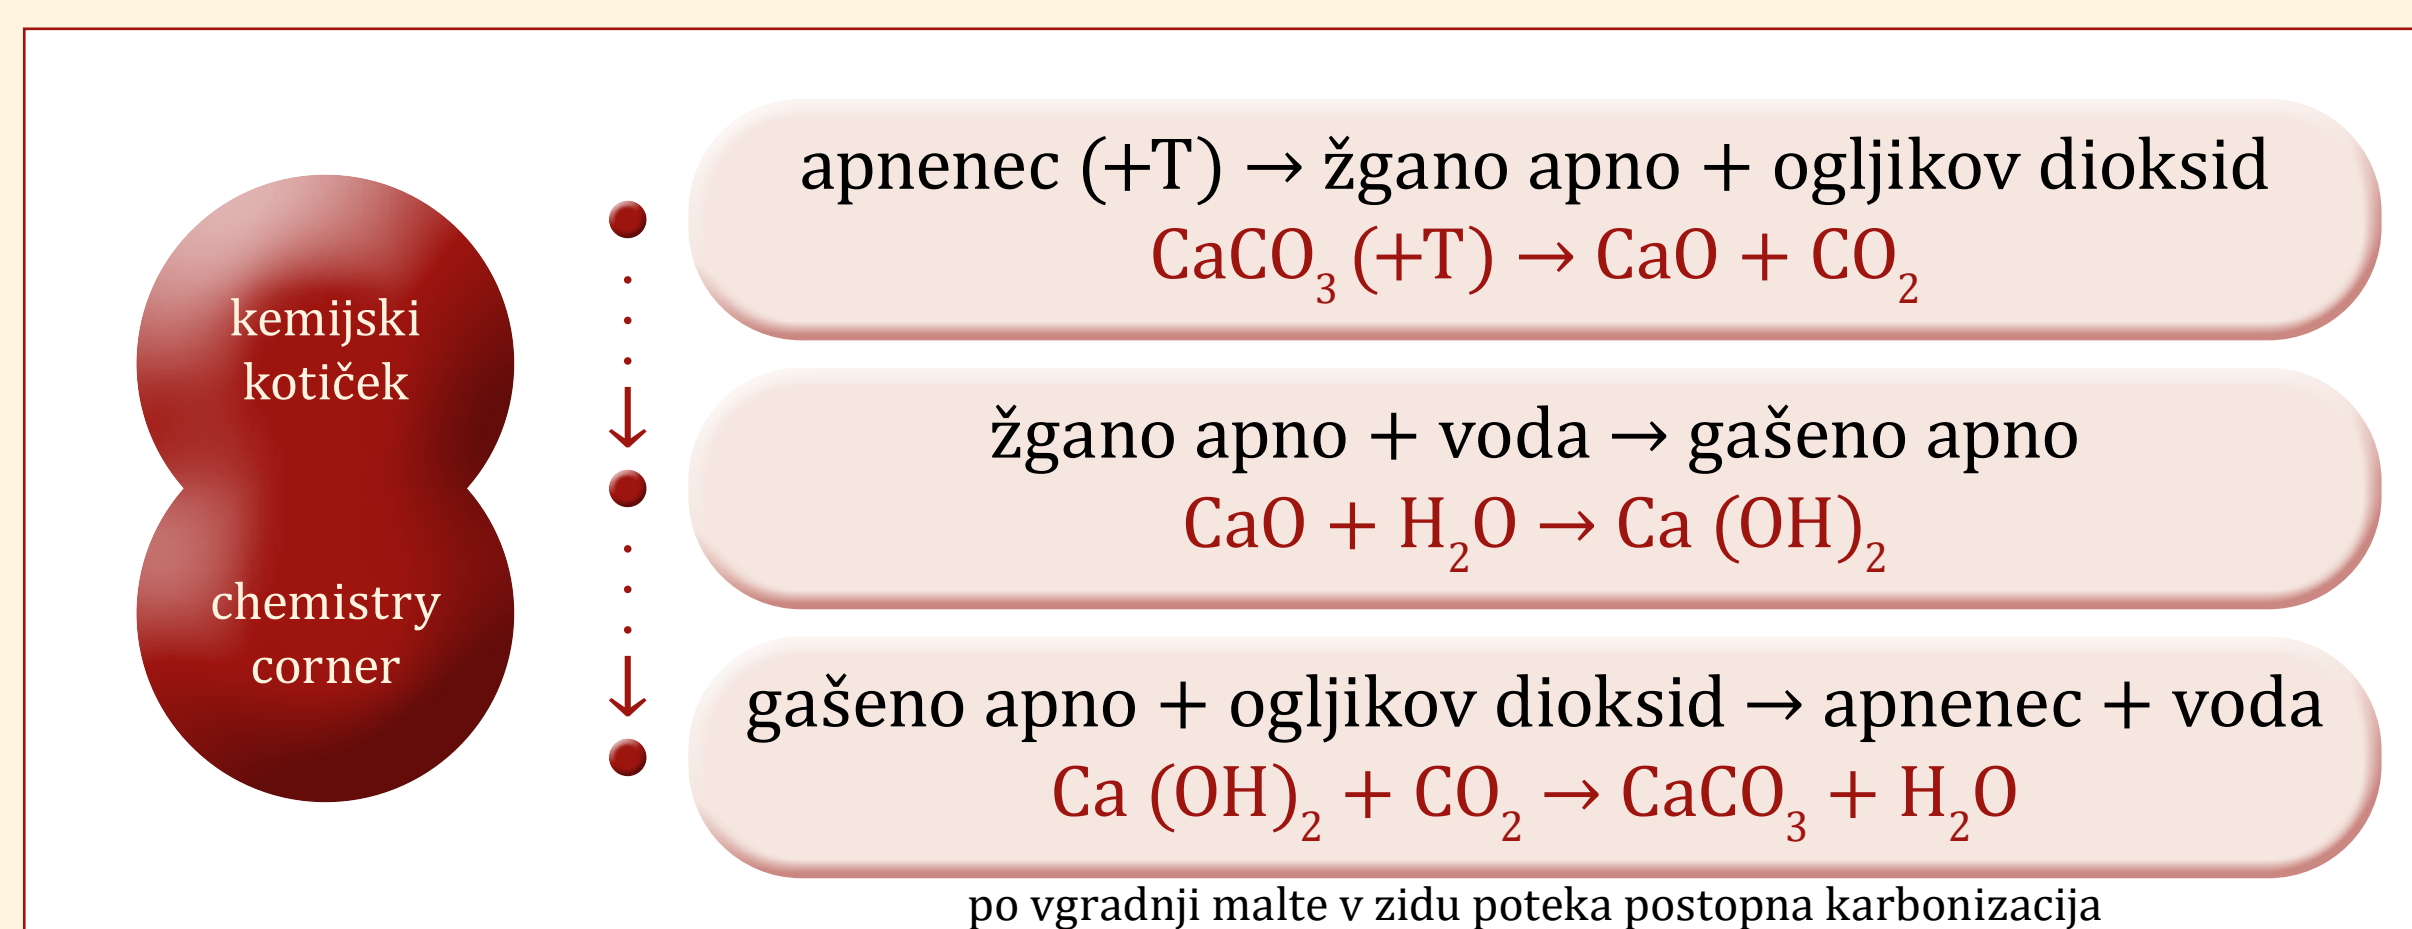 kemijski
kotiček
chemistry
corner
apnenec (+T) → žgano apno + ogljikov dioksid
CaCO₃ (+T) → CaO + CO₂
žgano apno + voda → gašeno apno
CaO + H₂O → Ca (OH)₂
gašeno apno + ogljikov dioksid → apnenec + voda
Ca (OH)₂ + CO₂ → CaCO₃ + H₂O
po vgradnji malte v zidu poteka postopna karbonizacija